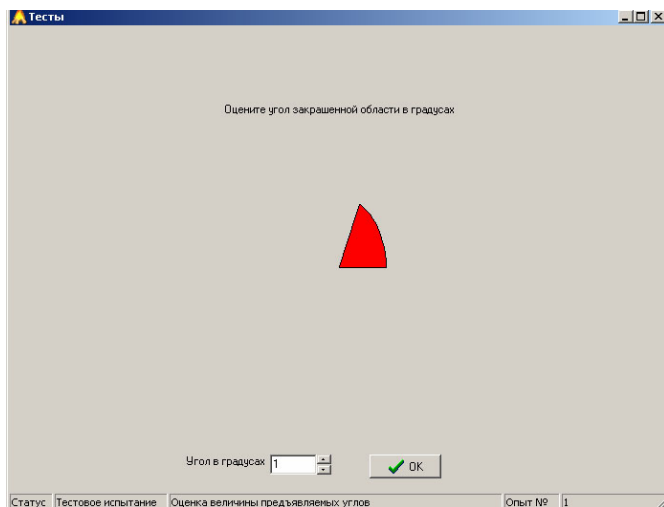 Тесты
Оцените угол закрашенной области в градусах
Угол в градусах 1 OK
Статус Тестовое испытание Оценка величины предъявляемых углов Опыт № 1